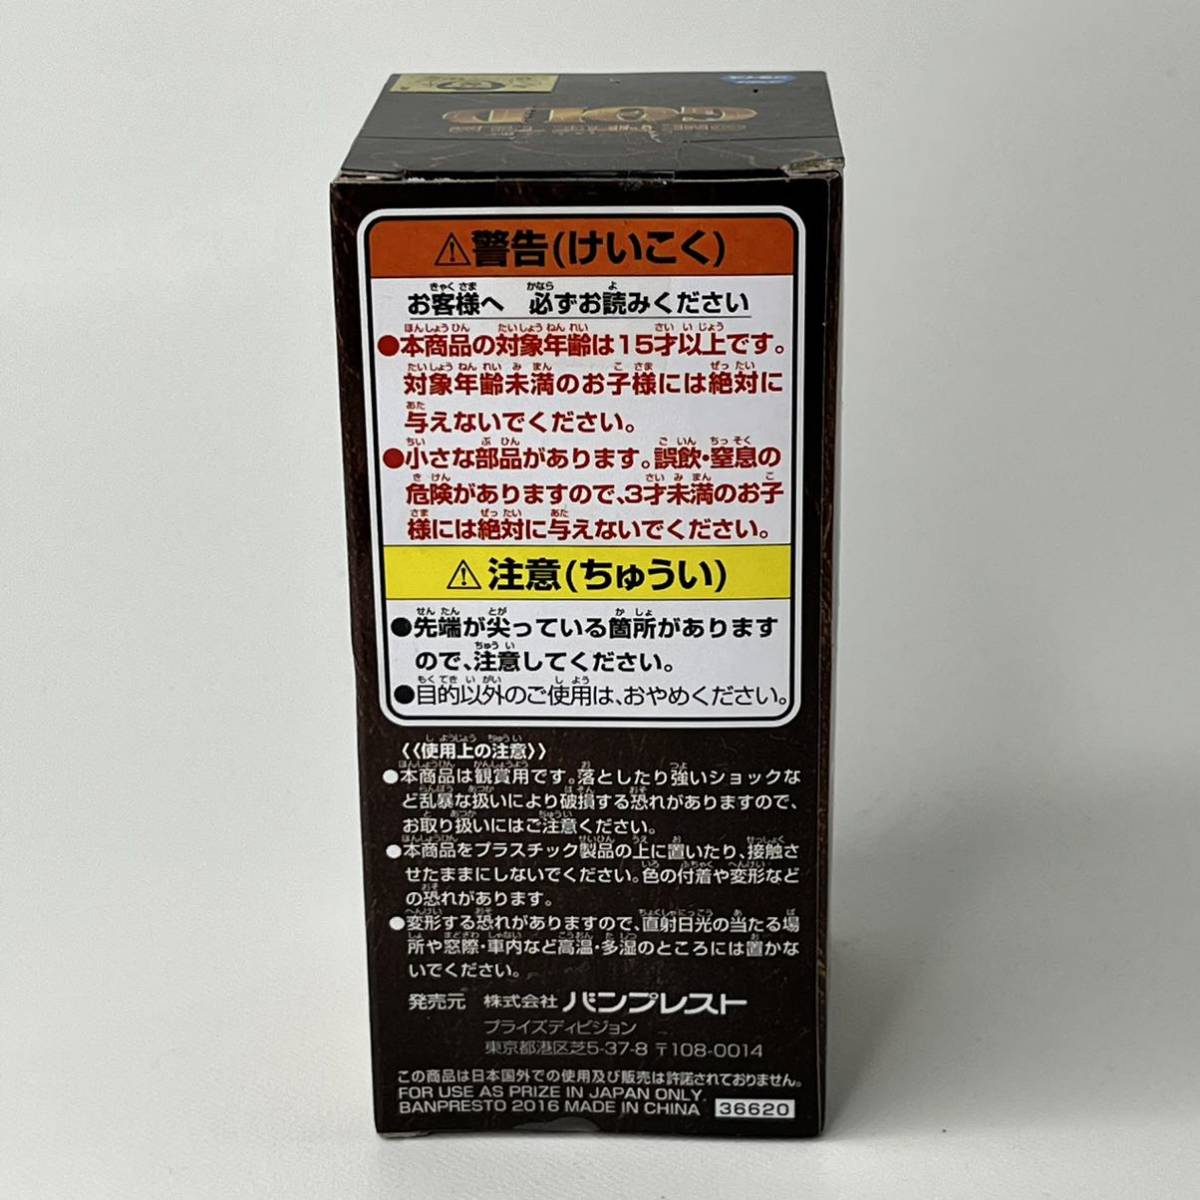 GOLD
⚠警告(けいこく)
お客様へ 必ずお読みください
●本商品の対象年齢は15才以上です。
対象年齢未満のお子様には絶対に
与えないでください。
●小さな部品があります。誤飲・窒息の
危険がありますので、3才未満のお子
様には絶対に与えないでください。
⚠注意(ちゅうい)
●先端が尖っている箇所があります
ので、注意してください。
●目的以外のご使用は、おやめください。
《使用上の注意》
●本商品は観賞用です。落としたり強いショックな
ど乱暴な扱いにより破損する恐れがありますので、
お取り扱いにはご注意ください。
●本商品をプラスチック製品の上に置いたり、接触さ
せたままにしないでください。色の付着や変形など
の恐れがあります。
●変形する恐れがありますので、直射日光の当たる場
所や窓際・車内など高温・多湿のところには置かな
いでください。
発売元 株式会社 バンプレスト
プライズディビジョン
東京都港区芝5-37-8 〒108-0014
この商品は日本国外での使用及び販売は許諾されておりません。
FOR USE AS PRIZE IN JAPAN ONLY.
BANPRESTO 2016 MADE IN CHINA 36620